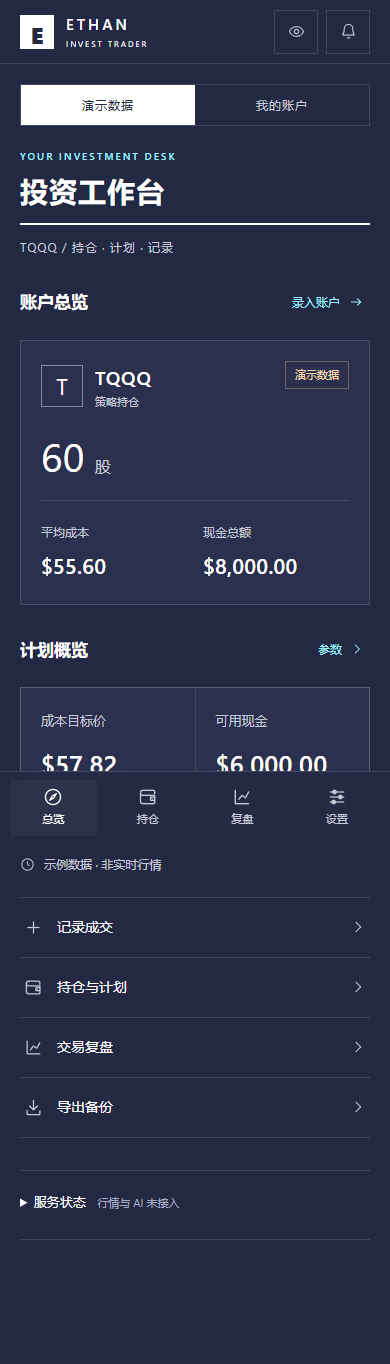 E
ETHAN
INVEST TRADER
演示数据
我的账户
YOUR INVESTMENT DESK
投资工作台
TQQQ / 持仓 · 计划 · 记录
账户总览
录入账户
T
TQQQ
策略持仓
演示数据
60 股
平均成本
现金总额
$55.60
$8,000.00
计划概览
参数
成本目标价
可用现金
$57.82
$6,000.00
总览
持仓
复盘
设置
示例数据 · 非实时行情
记录成交
持仓与计划
交易复盘
导出备份
服务状态 行情与 AI 未接入